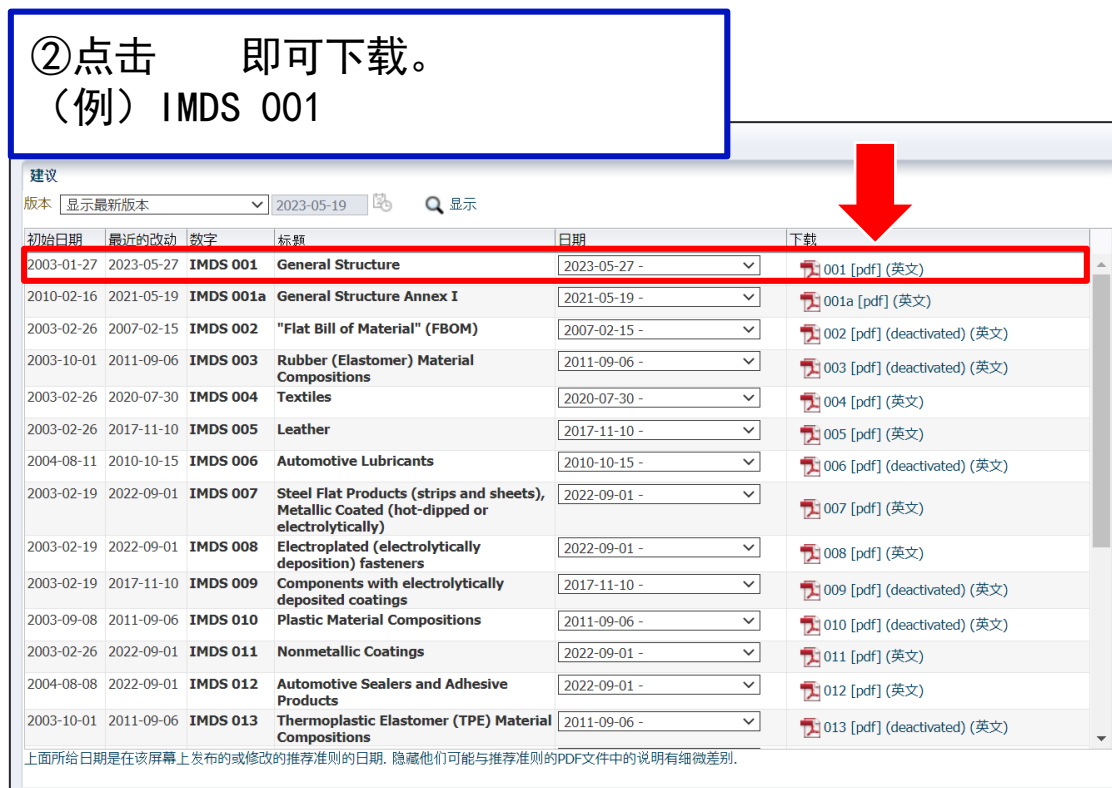 ②点击 即可下载。
（例）IMDS 001
建议
版本 显示最新版本 2023-05-19 显示
初始日期 最近的改动 数字 标题 日期 下载
2003-01-27 2023-05-27 IMDS 001 General Structure 2023-05-27 - 001 [pdf] (英文)
2010-02-16 2021-05-19 IMDS 001a General Structure Annex I 2021-05-19 - 001a [pdf] (英文)
2003-02-26 2007-02-15 IMDS 002 "Flat Bill of Material" (FBOM) 2007-02-15 - 002 [pdf] (deactivated) (英文)
2003-10-01 2011-09-06 IMDS 003 Rubber (Elastomer) Material 2011-09-06 - 003 [pdf] (deactivated) (英文)
Compositions
2003-02-26 2020-07-30 IMDS 004 Textiles 2020-07-30 - 004 [pdf] (英文)
2003-02-26 2017-11-10 IMDS 005 Leather 2017-11-10 - 005 [pdf] (英文)
2004-08-11 2010-10-15 IMDS 006 Automotive Lubricants 2010-10-15 - 006 [pdf] (deactivated) (英文)
2003-02-19 2022-09-01 IMDS 007 Steel Flat Products (strips and sheets), 2022-09-01 - 007 [pdf] (英文)
Metallic Coated (hot-dipped or
electrolytically)
2003-02-19 2022-09-01 IMDS 008 Electroplated (electrolytically 2022-09-01 - 008 [pdf] (英文)
deposition) fasteners
2003-02-19 2017-11-10 IMDS 009 Components with electrolytically 2017-11-10 - 009 [pdf] (deactivated) (英文)
deposited coatings
2003-09-08 2011-09-06 IMDS 010 Plastic Material Compositions 2011-09-06 - 010 [pdf] (deactivated) (英文)
2003-02-26 2022-09-01 IMDS 011 Nonmetallic Coatings 2022-09-01 - 011 [pdf] (英文)
2004-08-08 2022-09-01 IMDS 012 Automotive Sealers and Adhesive 2022-09-01 - 012 [pdf] (英文)
Products
2003-10-01 2011-09-06 IMDS 013 Thermoplastic Elastomer (TPE) Material 2011-09-06 - 013 [pdf] (deactivated) (英文)
Compositions
上面所给日期是在该屏幕上发布的或修改的推荐准则的日期. 隐藏他们可能与推荐准则的PDF文件中的说明有细微差别.